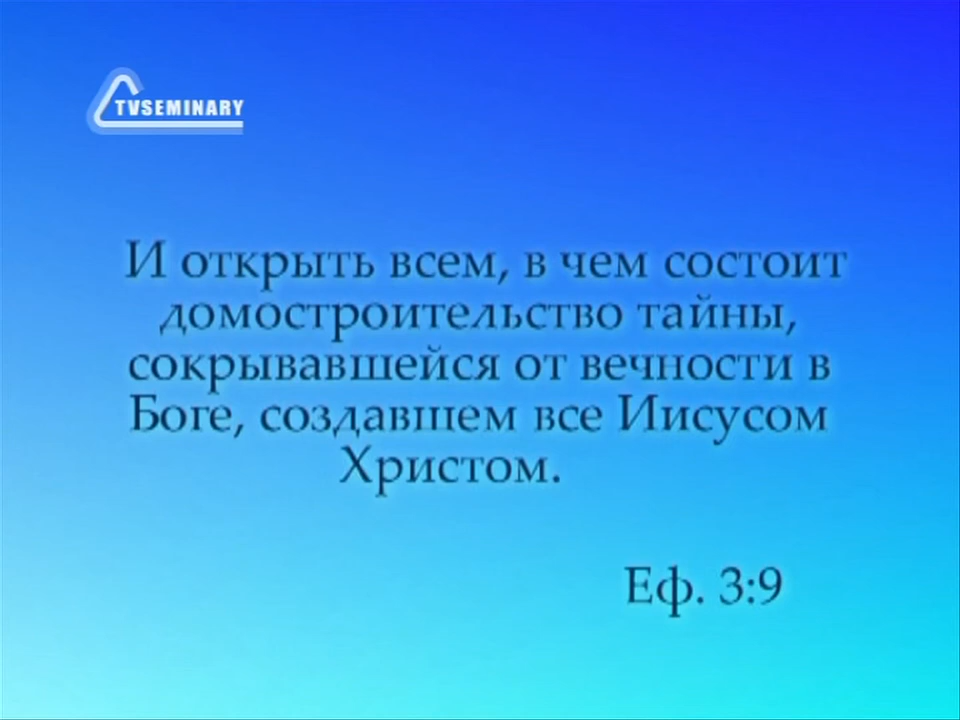 TVSEMINARY
И открыть всем, в чем состоит
домостроительство тайны,
сокрывавшейся от вечности в
Боге, создавшем все Иисусом
Христом.
Еф. 3:9